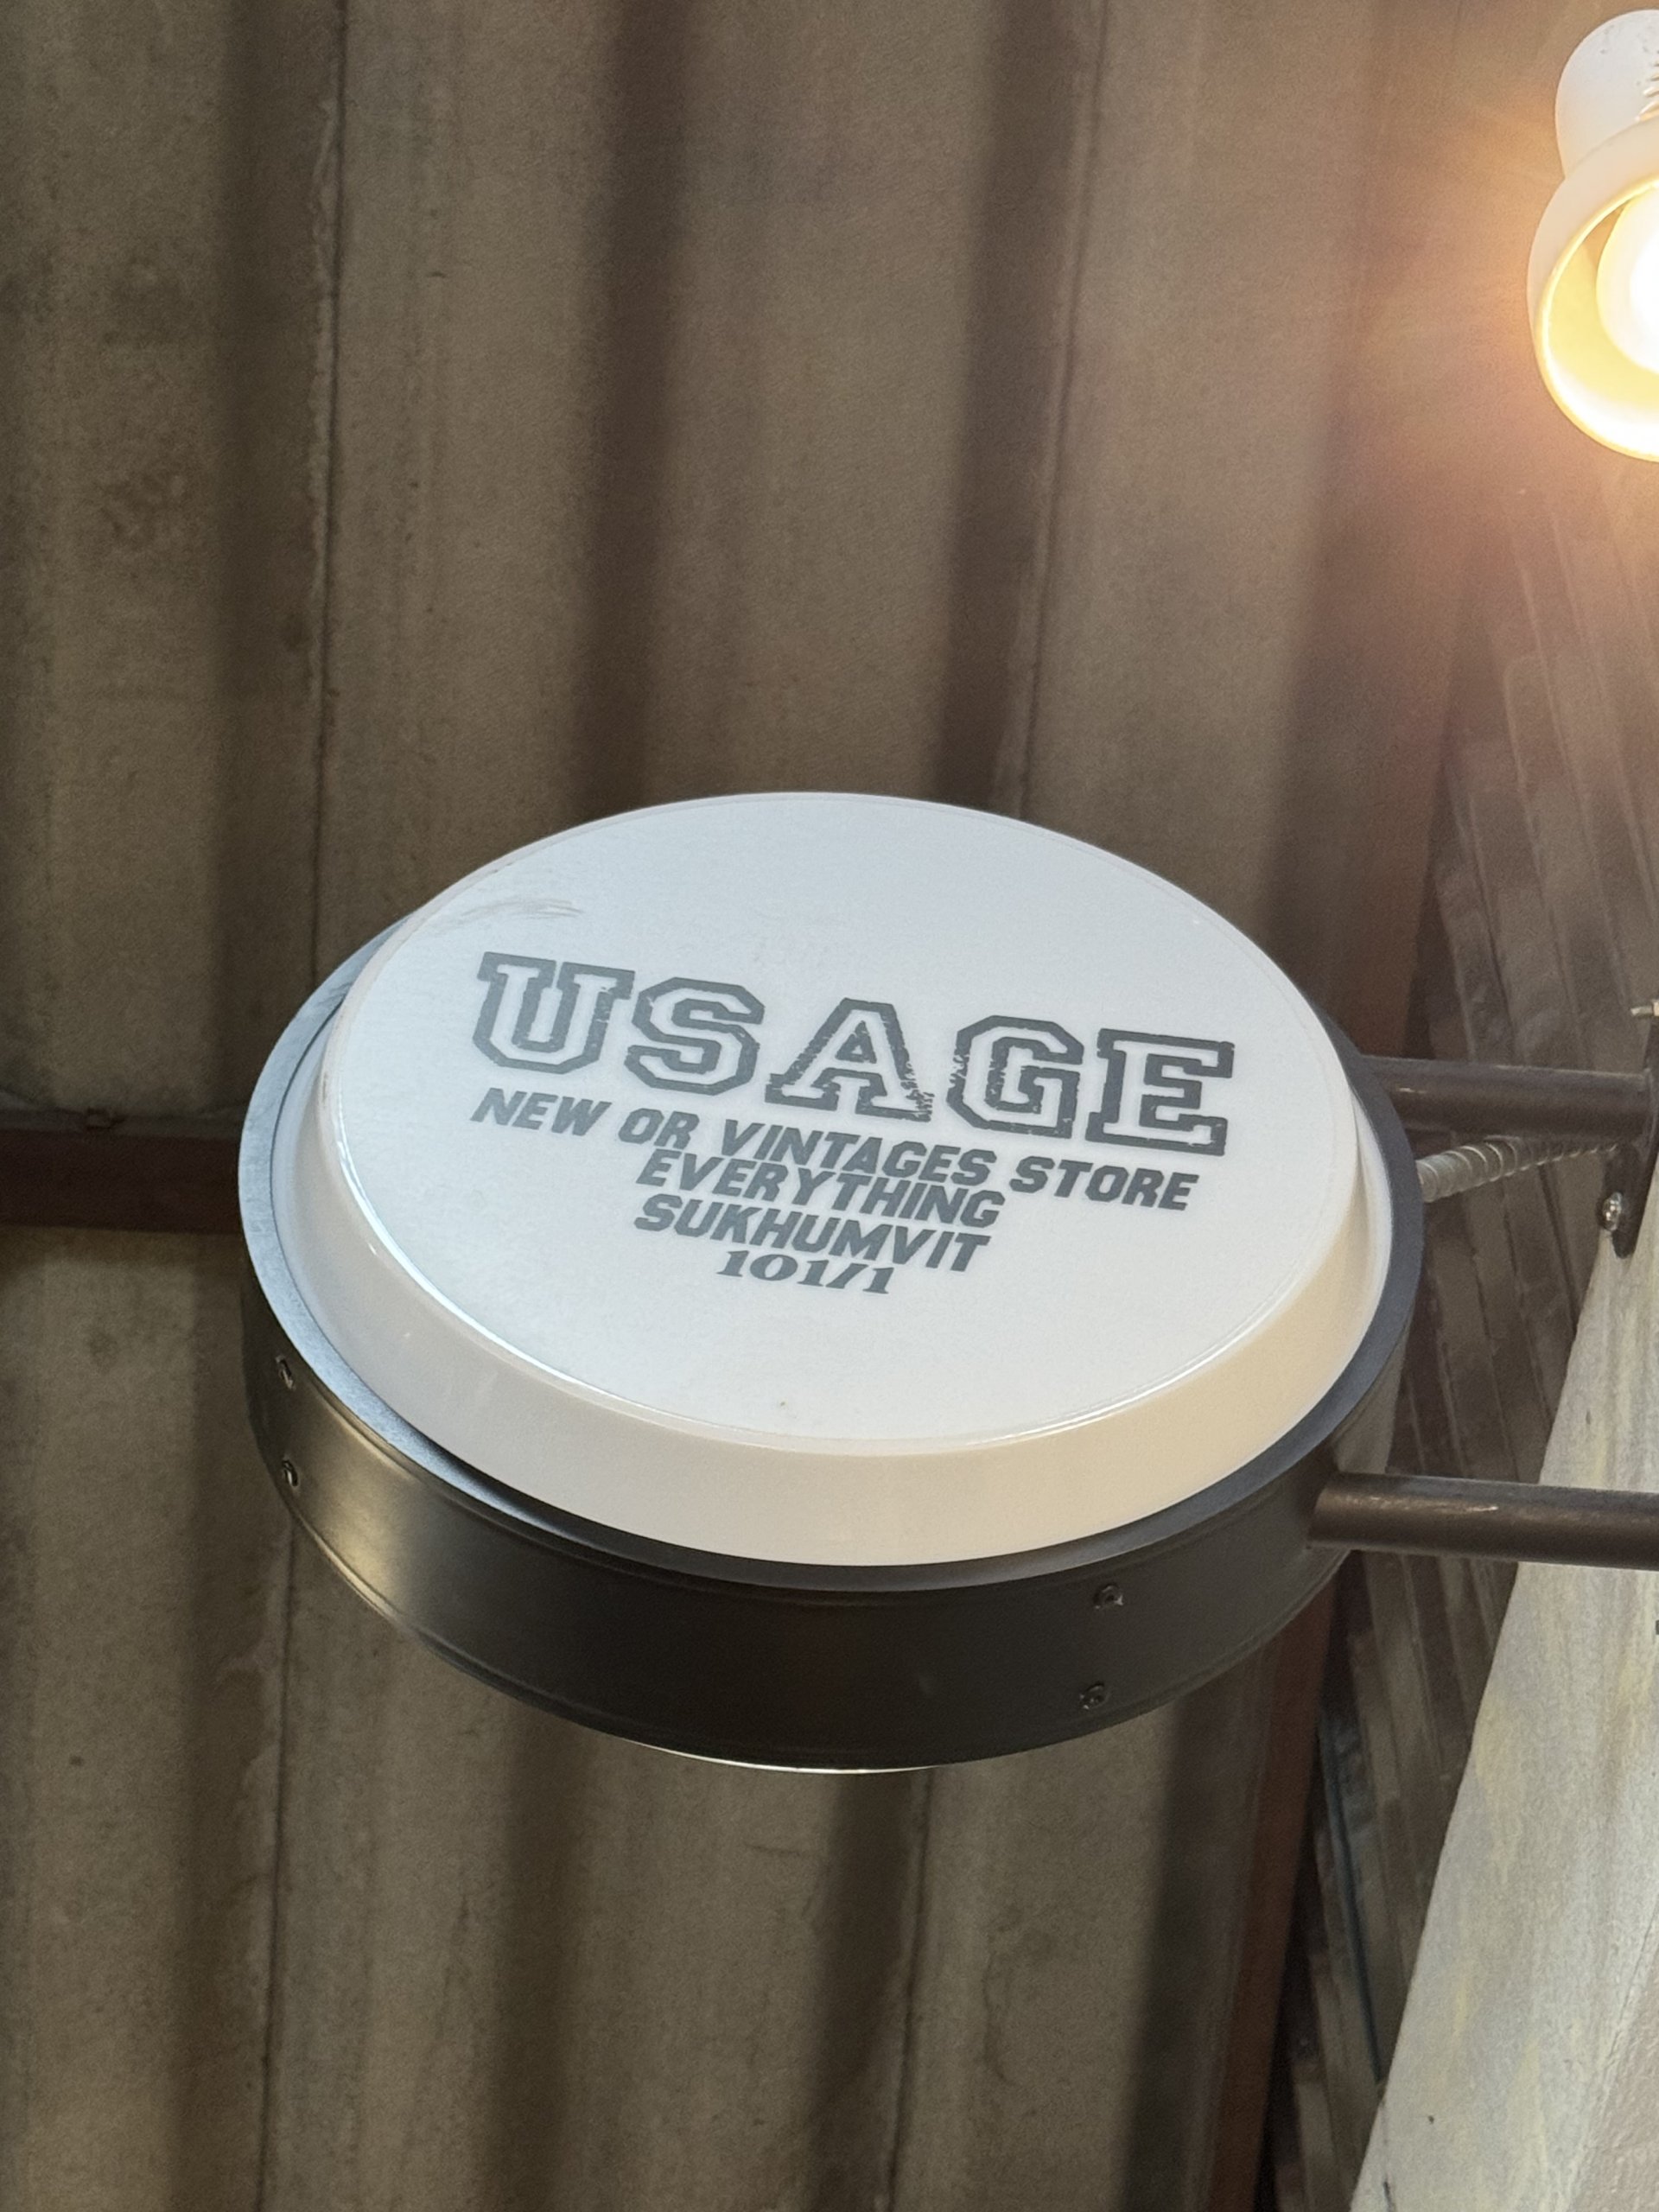 USAGE
NEW OR VINTAGES STORE
EVERYTHING
SUKHUMVIT
101/1